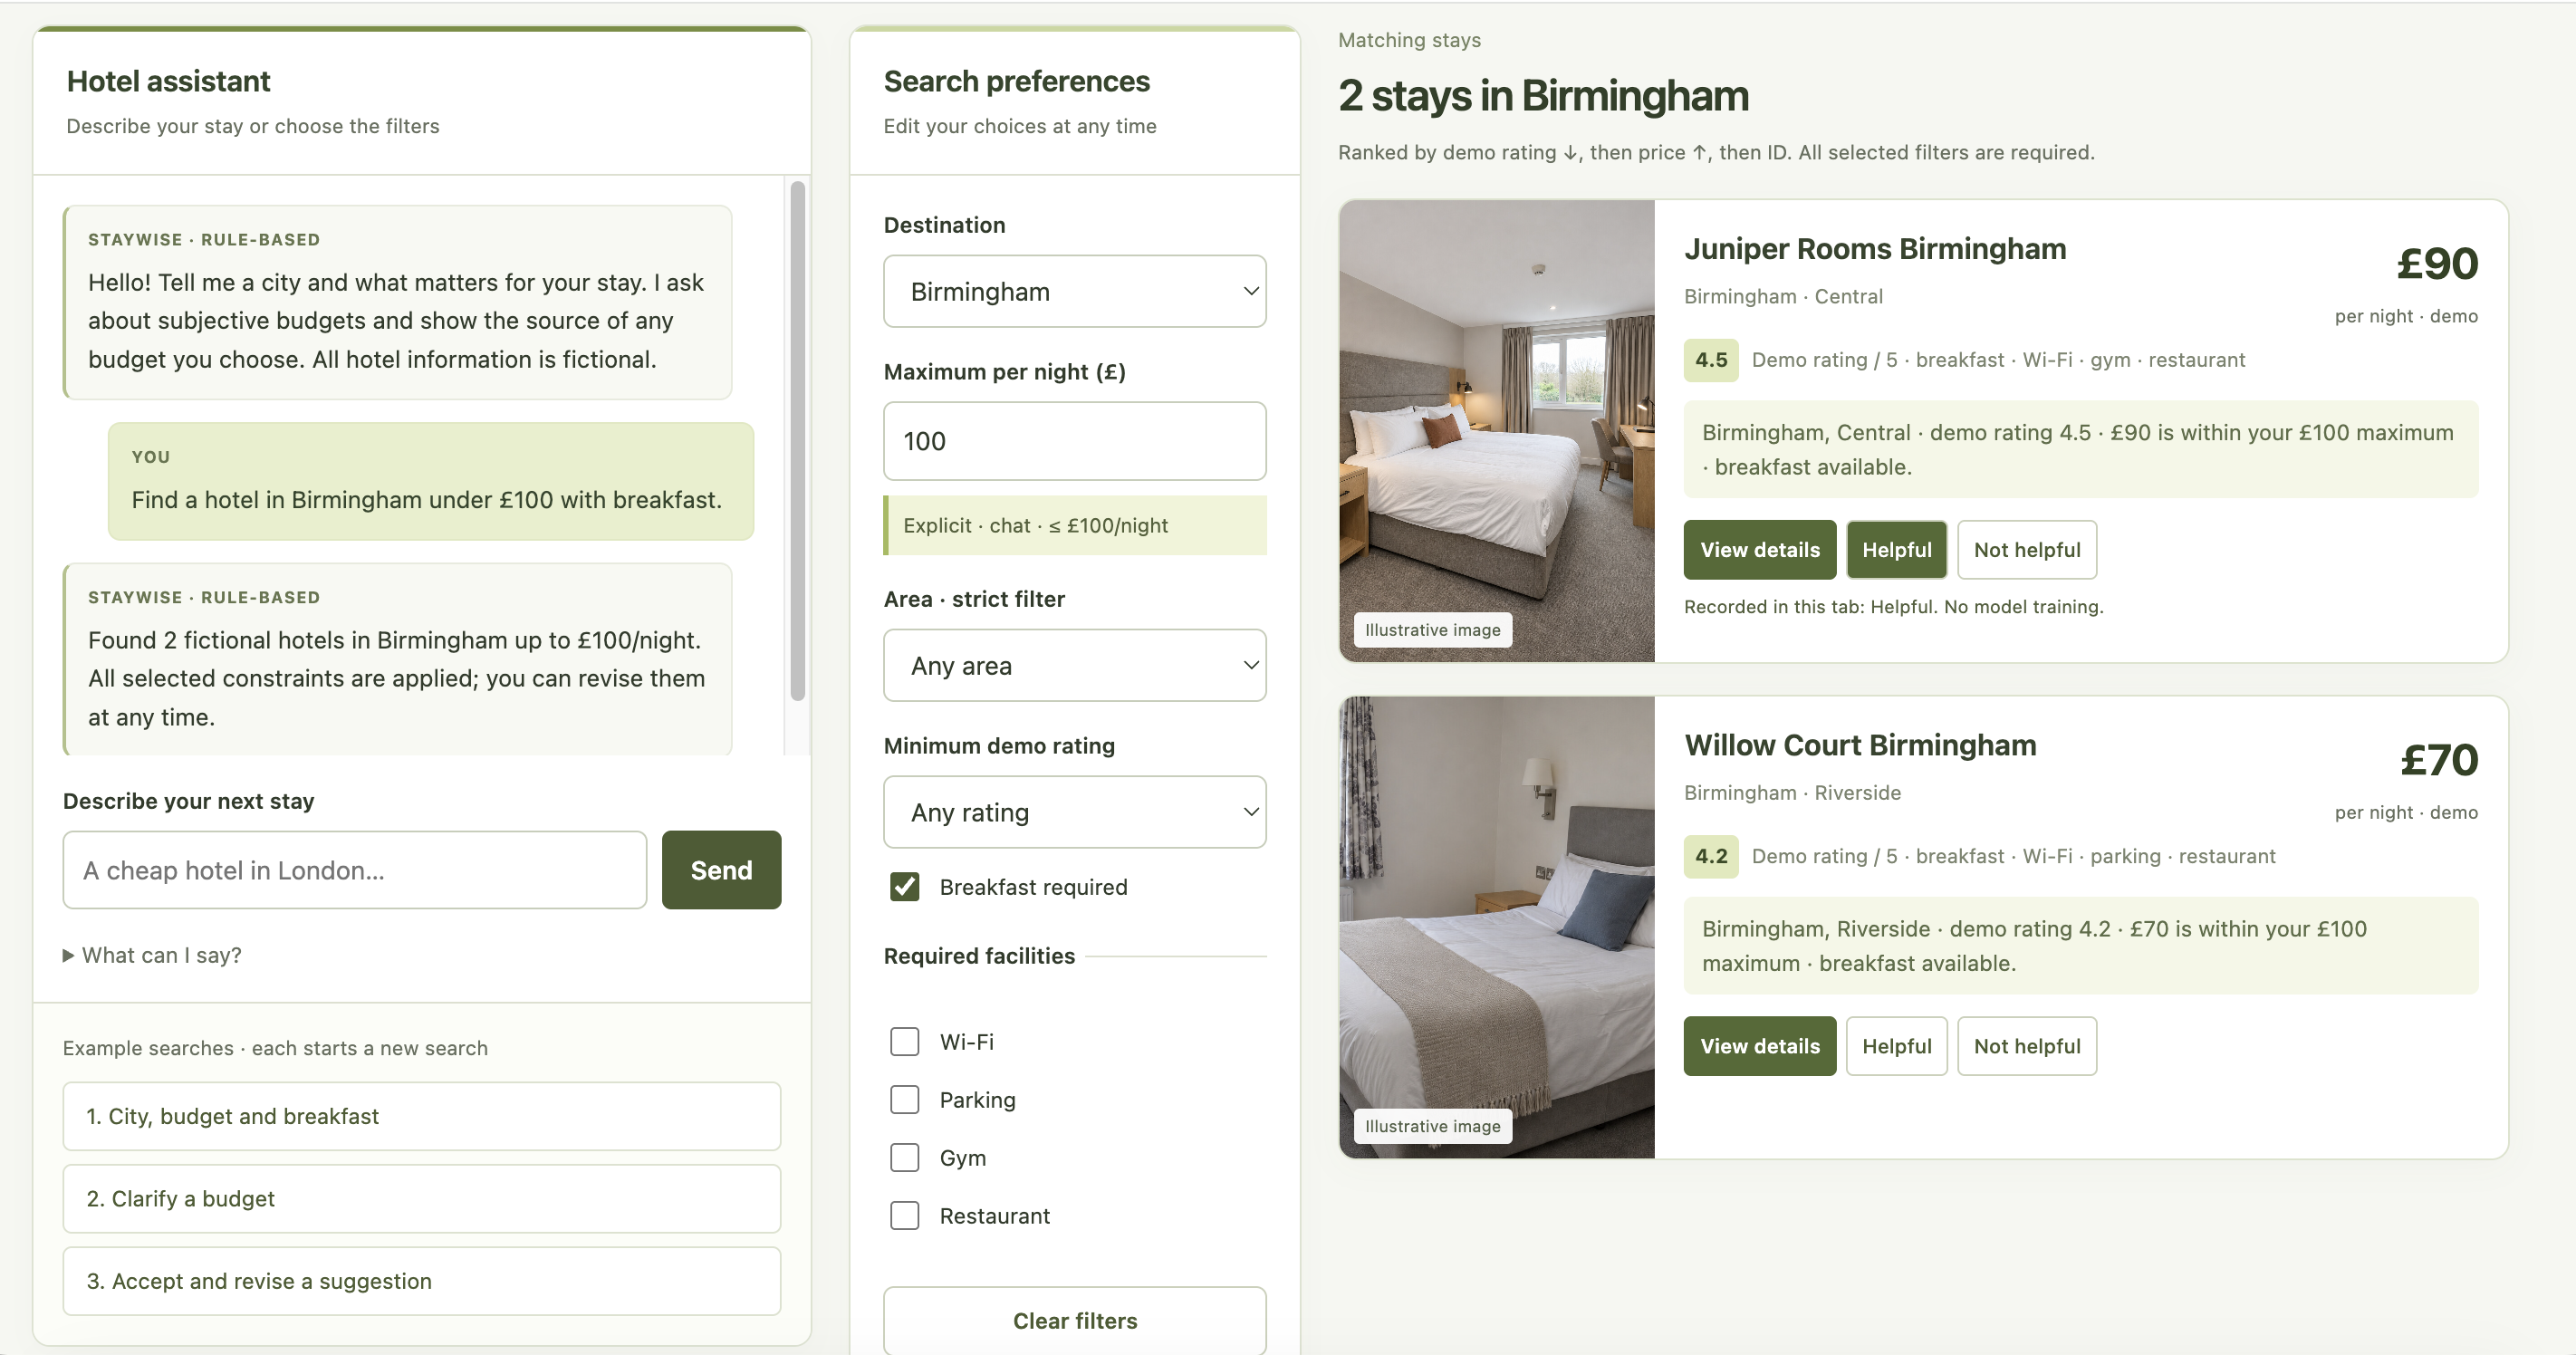 Hotel assistant
Describe your stay or choose the filters
STAYWISE · RULE-BASED
Hello! Tell me a city and what matters for your stay. I ask
about subjective budgets and show the source of any
budget you choose. All hotel information is fictional.
YOU
Find a hotel in Birmingham under £100 with breakfast.
STAYWISE · RULE-BASED
Found 2 fictional hotels in Birmingham up to £100/night.
All selected constraints are applied; you can revise them
at any time.
Describe your next stay
A cheap hotel in London...
Send
▶ What can I say?
Example searches · each starts a new search
1. City, budget and breakfast
2. Clarify a budget
3. Accept and revise a suggestion
Search preferences
Edit your choices at any time
Destination
Birmingham
Maximum per night (£)
100
Explicit · chat · ≤ £100/night
Area · strict filter
Any area
Minimum demo rating
Any rating
Breakfast required
Required facilities
Wi-Fi
Parking
Gym
Restaurant
Clear filters
Matching stays
2 stays in Birmingham
Ranked by demo rating ↓, then price ↑, then ID. All selected filters are required.
Illustrative image
Juniper Rooms Birmingham
£90
Birmingham · Central
per night · demo
4.5 Demo rating / 5 · breakfast · Wi-Fi · gym · restaurant
Birmingham, Central · demo rating 4.5 · £90 is within your £100 maximum
· breakfast available.
View details Helpful Not helpful
Recorded in this tab: Helpful. No model training.
Illustrative image
Willow Court Birmingham
£70
Birmingham · Riverside
per night · demo
4.2 Demo rating / 5 · breakfast · Wi-Fi · parking · restaurant
Birmingham, Riverside · demo rating 4.2 · £70 is within your £100
maximum · breakfast available.
View details Helpful Not helpful